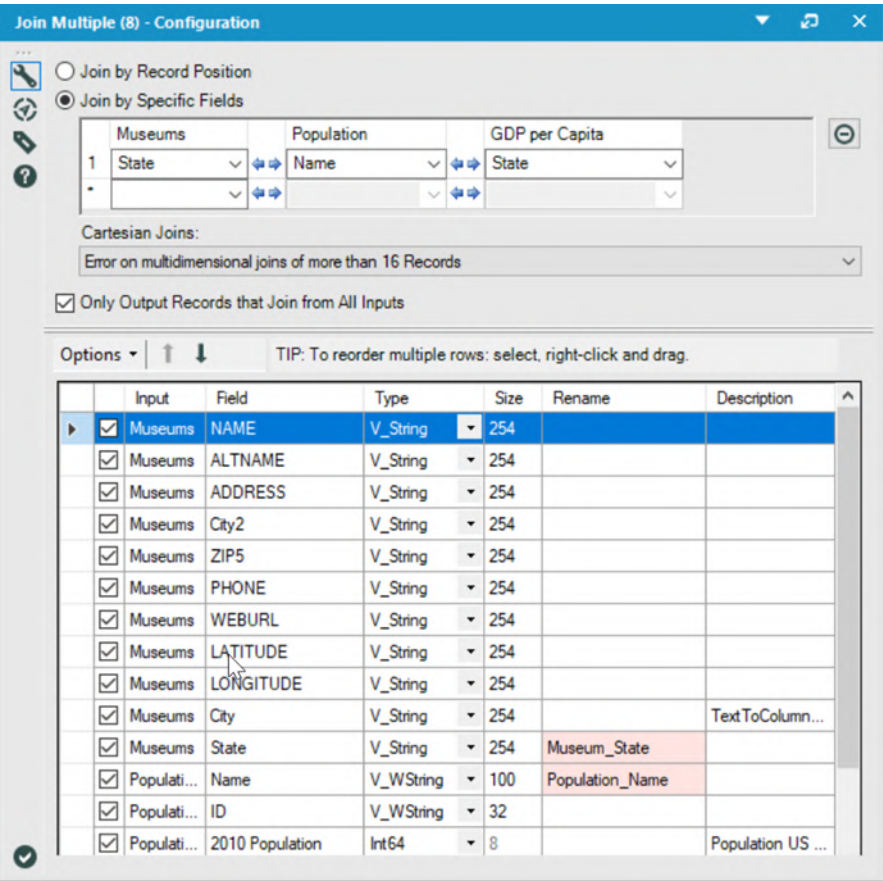 Join Multiple (8) - Configuration
Join by Record Position
Join by Specific Fields
Museums Population GDP per Capita
1 State Name State
*
Cartesian Joins:
Error on multidimensional joins of more than 16 Records
Only Output Records that Join from All Inputs
Options TIP: To reorder multiple rows: select, right-click and drag.
Input Field Type Size Rename Description
Museums NAME V_String 254
Museums ALTNAME V_String 254
Museums ADDRESS V_String 254
Museums City2 V_String 254
Museums ZIP5 V_String 254
Museums PHONE V_String 254
Museums WEBURL V_String 254
Museums LATITUDE V_String 254
Museums LONGITUDE V_String 254
Museums City V_String 254 TextToColumn...
Museums State V_String 254 Museum_State
Populati... Name V_WString 100 Population_Name
Populati... ID V_WString 32
Populati... 2010 Population Int64 8 Population US ...